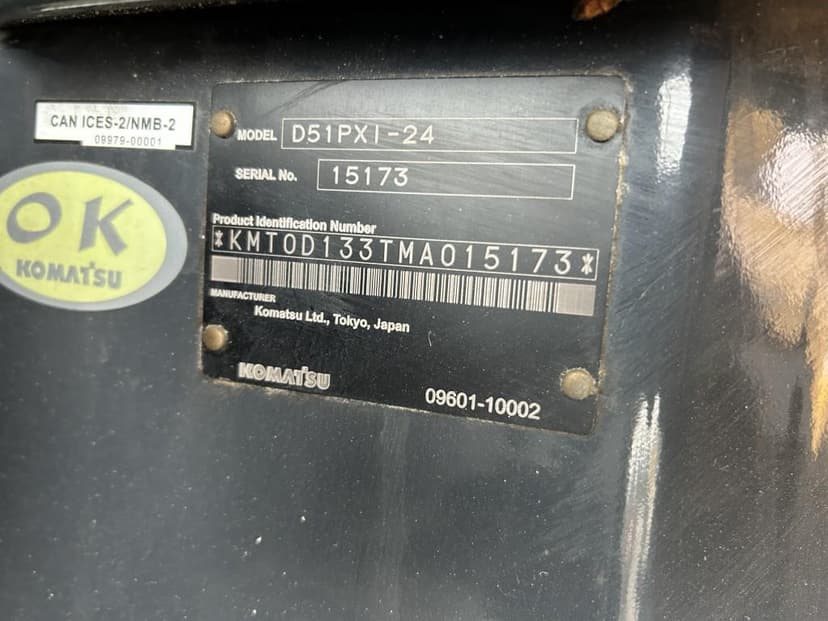 CAN ICES-2/NMB-2
09979-00001
OK
KOMATSU
MODEL D51PXI-24
SERIAL No. 15173
Product Identification Number
*KMT0D133TMA015173*
MANUFACTURER
Komatsu Ltd., Tokyo, Japan
KOMATSU
09601-10002